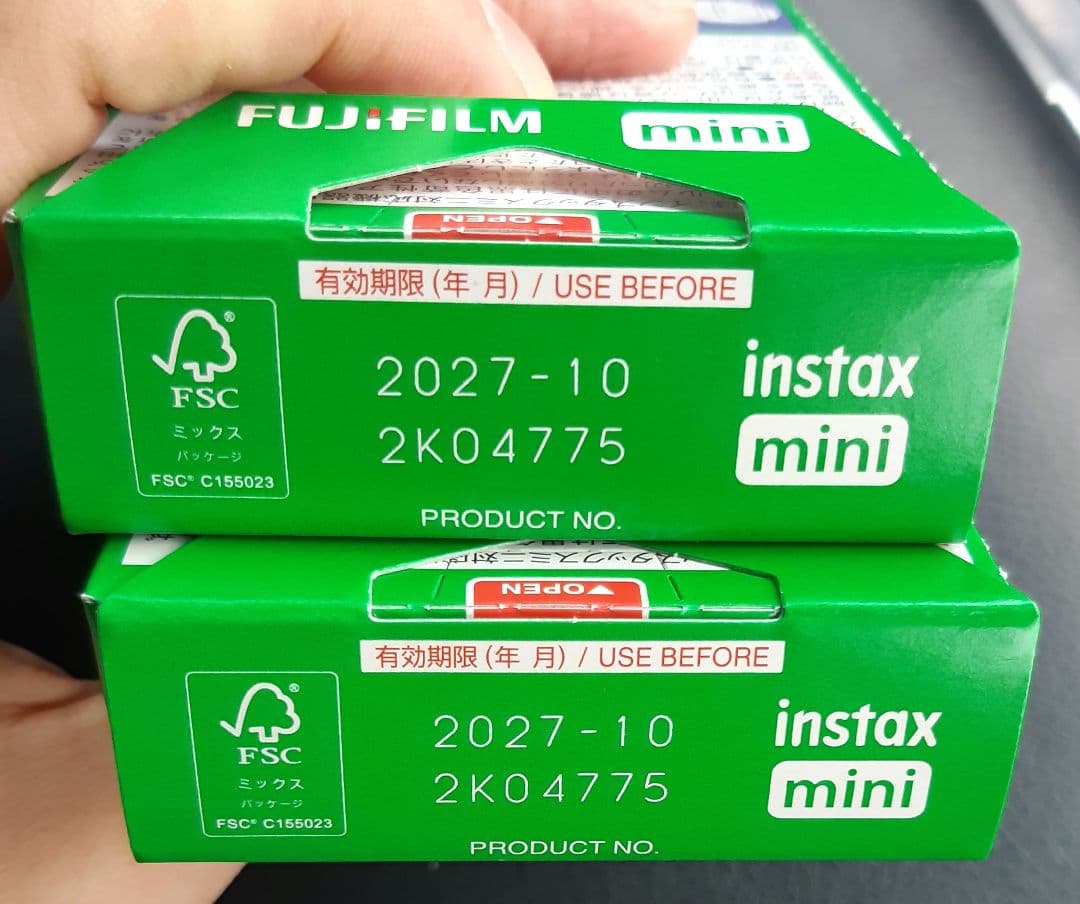 FUJIFILM
mini
OPEN
有効期限(年 月) / USE BEFORE
FSC®
ミックス
パッケージ
FSC® C155023
2027-10
2K04775
instax
mini
PRODUCT NO.
OPEN
有効期限(年 月) / USE BEFORE
FSC®
ミックス
パッケージ
FSC® C155023
2027-10
2K04775
instax
mini
PRODUCT NO.